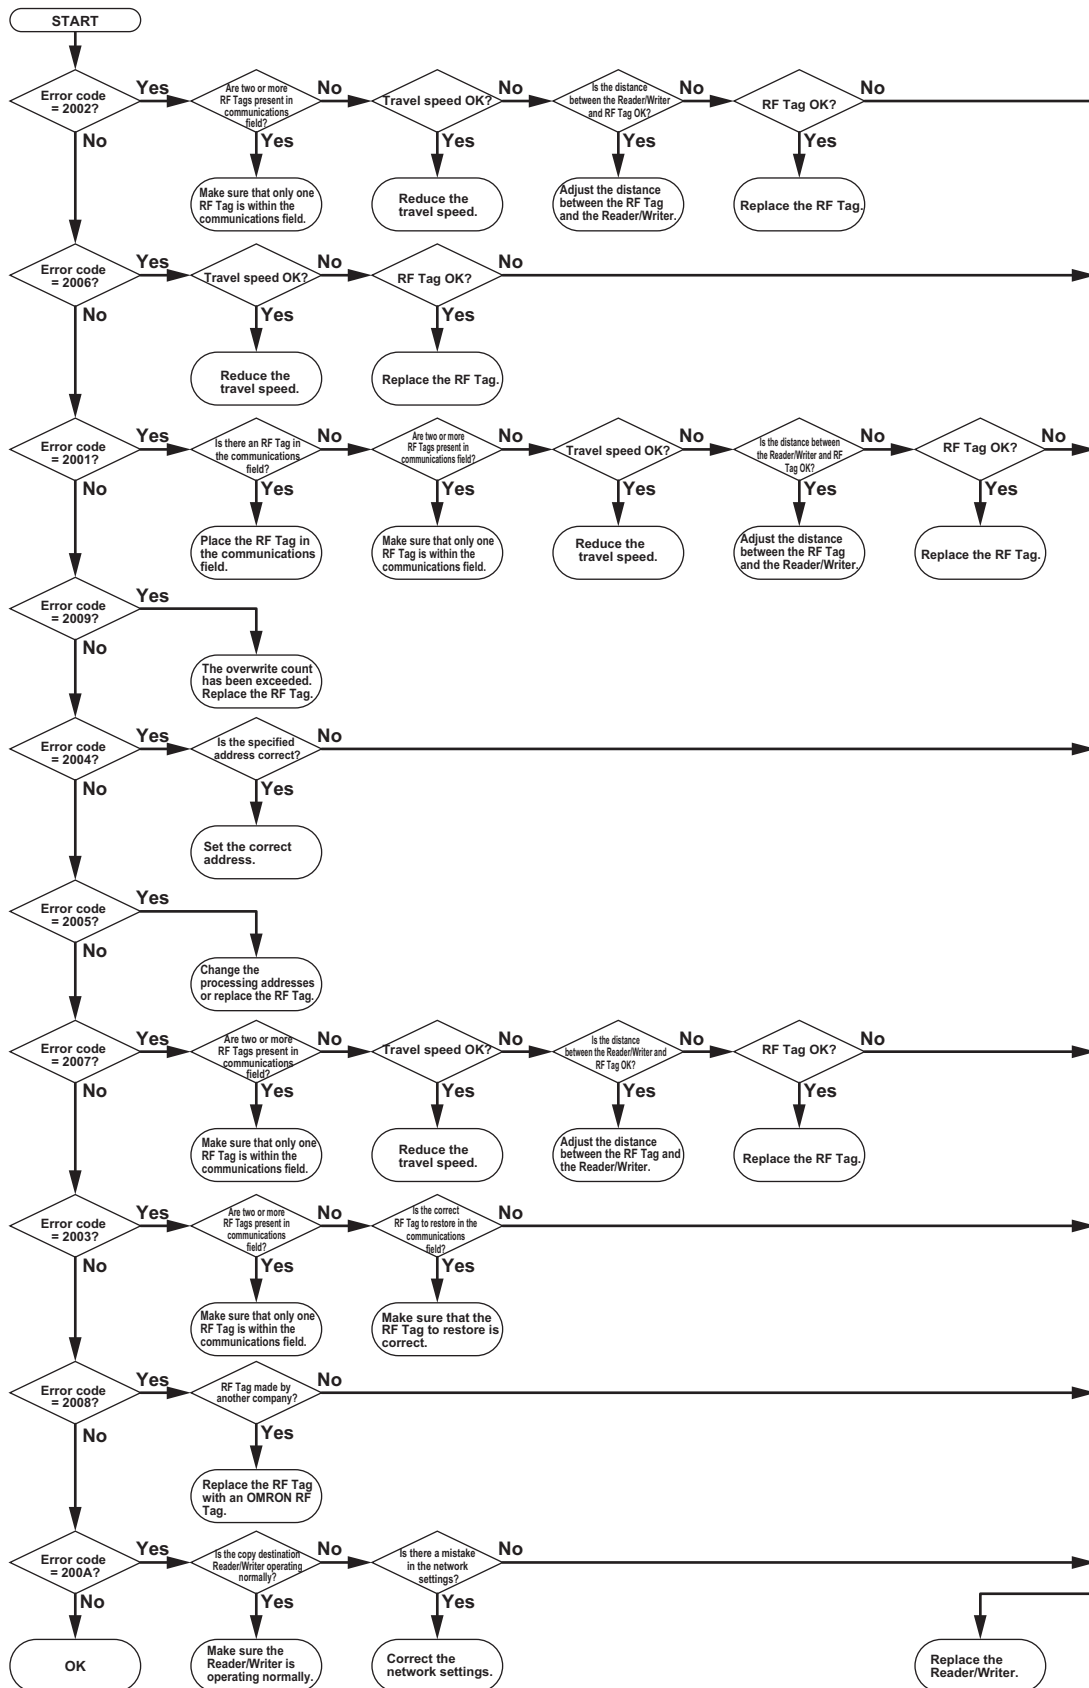 START
Error code
= 2002?
Yes
No
Are two or more
RF Tags present in
communications
field?
No
Yes
Travel speed OK?
No
Yes
Is the distance
between the Reader/Writer
and RF Tag OK?
No
Yes
RF Tag OK?
No
Yes
Make sure that only one
RF Tag is within the
communications field.
Reduce the
travel speed.
Adjust the distance
between the RF Tag
and the Reader/Writer.
Replace the RF Tag.
Error code
= 2006?
Yes
No
Travel speed OK?
No
Yes
RF Tag OK?
No
Yes
Reduce the
travel speed.
Replace the RF Tag.
Error code
= 2001?
Yes
No
Is there an RF Tag in
the communications
field?
No
Yes
Are two or more
RF Tags present in
communications field?
No
Yes
Travel speed OK?
No
Yes
Is the distance between
the Reader/Writer and RF
Tag OK?
No
Yes
RF Tag OK?
No
Yes
Place the RF Tag in
the communications
field.
Make sure that only one
RF Tag is within the
communications field.
Reduce the
travel speed.
Adjust the distance
between the RF Tag
and the Reader/Writer.
Replace the RF Tag.
Error code
= 2009?
Yes
No
The overwrite count
has been exceeded.
Replace the RF Tag.
Error code
= 2004?
Yes
No
Is the specified
address correct?
No
Yes
Set the correct
address.
Error code
= 2005?
Yes
No
Change the
processing addresses
or replace the RF Tag.
Error code
= 2007?
Yes
No
Are two or more
RF Tags present in
communications
field?
No
Yes
Travel speed OK?
No
Yes
Is the distance
between the Reader/Writer and
RF Tag OK?
No
Yes
RF Tag OK?
No
Yes
Make sure that only one
RF Tag is within the
communications field.
Reduce the
travel speed.
Adjust the distance
between the RF Tag and
the Reader/Writer.
Replace the RF Tag.
Error code
= 2003?
Yes
No
Are two or more
RF Tags present in
communications
field?
No
Yes
Is the correct
RF Tag to restore in the
communications
field?
No
Yes
Make sure that only one
RF Tag is within the
communications field.
Make sure that the
RF Tag to restore is
correct.
Error code
= 2008?
Yes
No
RF Tag made by
another company?
No
Yes
Replace the RF Tag
with an OMRON RF
Tag.
Error code
= 200A?
Yes
No
Is the copy destination
Reader/Writer operating
normally?
No
Yes
Is there a mistake
in the network
settings?
No
Yes
OK
Make sure the
Reader/Writer is
operating normally.
Correct the
network settings.
Replace the
Reader/Writer.